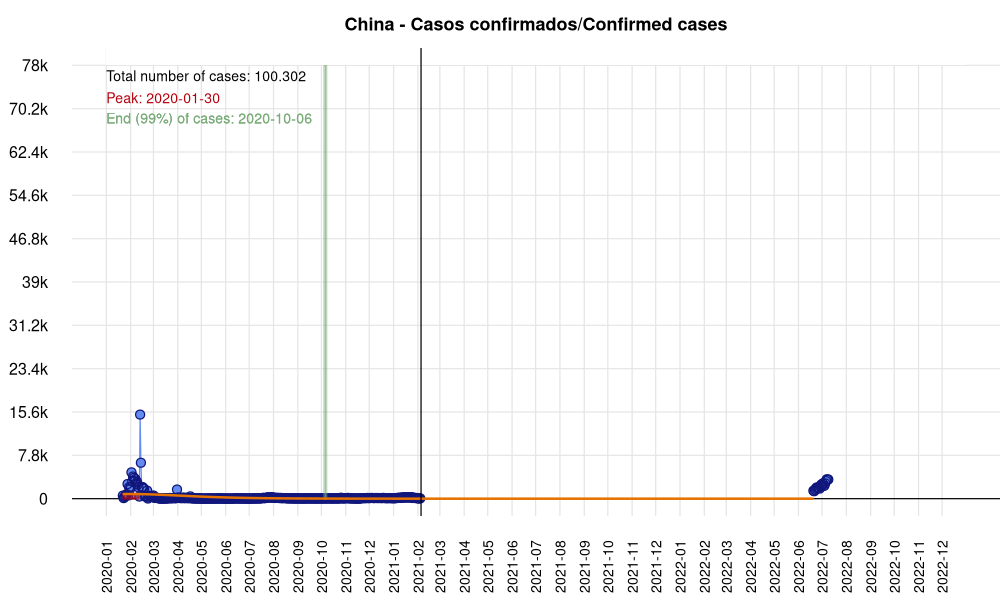 China - Casos confirmados/Confirmed cases
78k
Total number of cases: 100.302
Peak: 2020-01-30
70.2k
End (99%) of cases: 2020-10-06
62.4k
54.6k
46.8k
39k
31.2k
23.4k
15.6k
7.8k
0
2020-01
2020-02
2020-03
2020-04
2020-05
2020-06
2020-07
2020-08
2020-09
2020-10
2020-11
2020-12
2021-01
2021-02
2021-03
2021-04
2021-05
2021-06
2021-07
2021-08
2021-09
2021-10
2021-11
2021-12
2022-01
2022-02
2022-03
2022-04
2022-05
2022-06
2022-07
2022-08
2022-09
2022-10
2022-11
2022-12